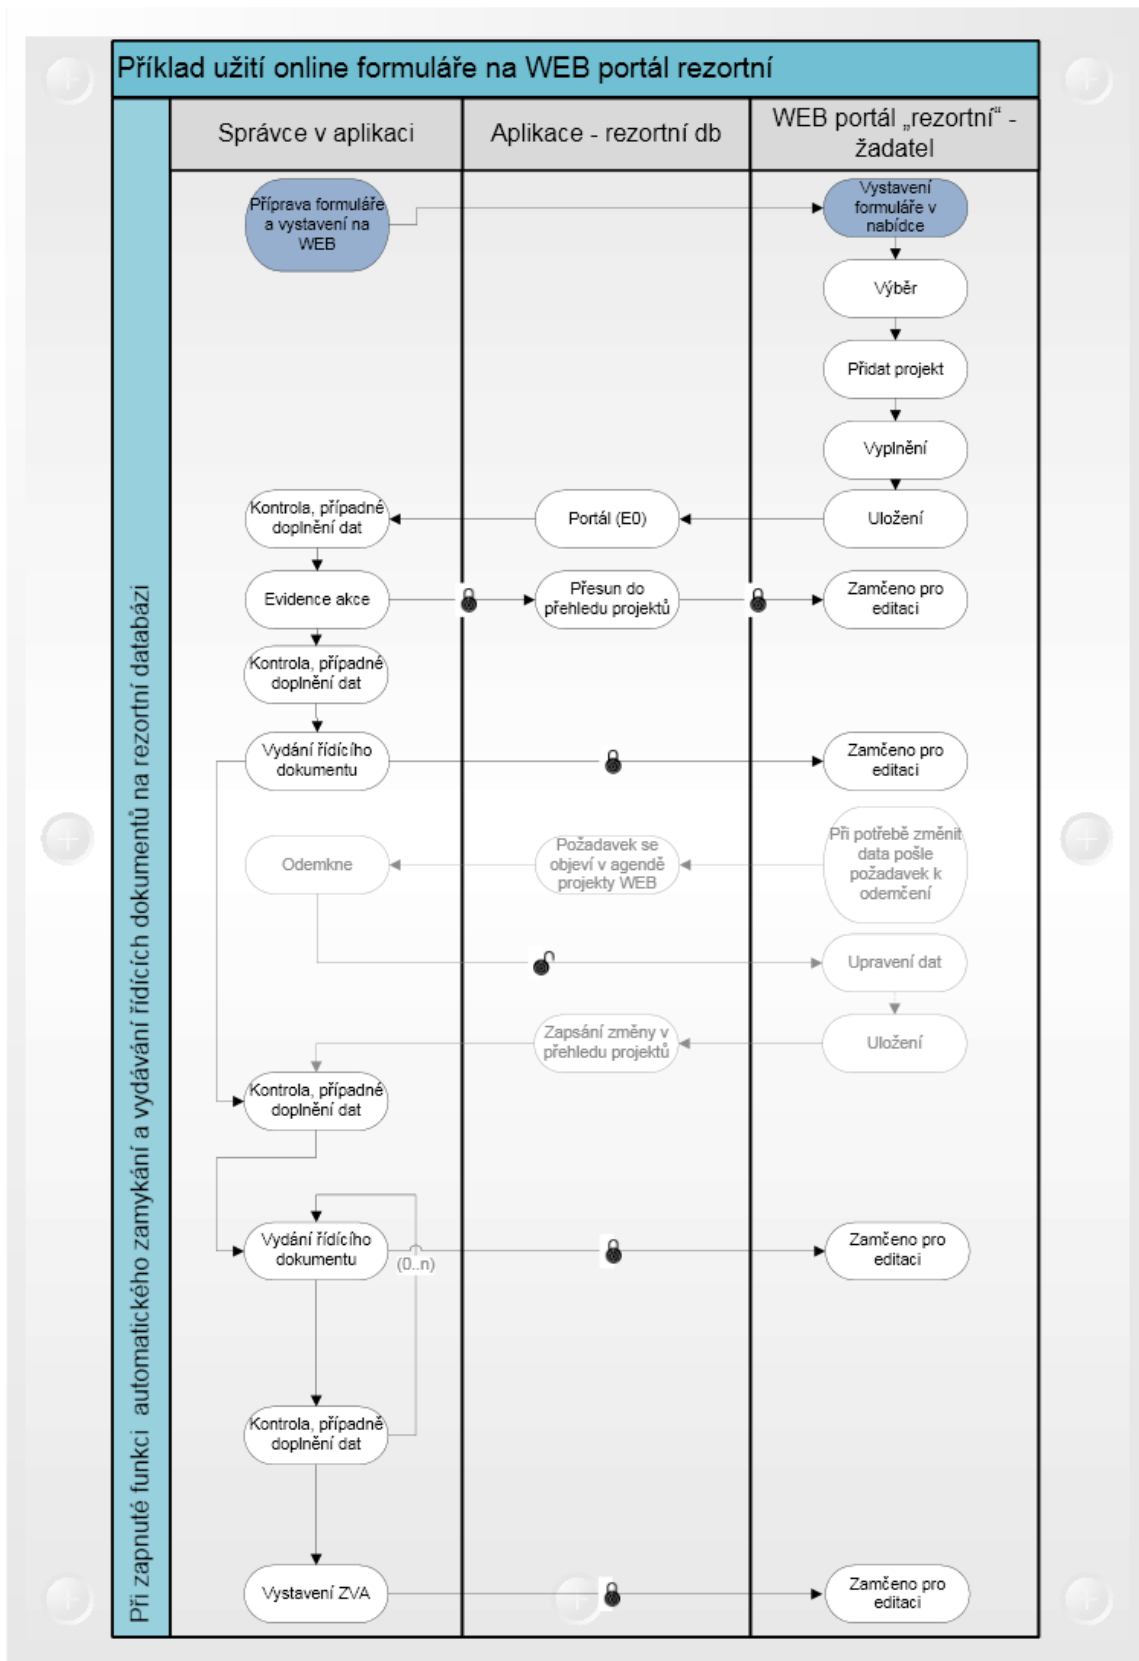 Příklad užití online formuláře na WEB portál rezortní
Při zapnuté funkci automatického zamykání a vydávání řídících dokumentů na rezortní databázi
Správce v aplikaci
Aplikace - rezortní db
WEB portál „rezortní“ -
žadatel
Příprava formuláře
a vystavení na
WEB
Vystavení
formuláře v
nabídce
Výběr
Přidat projekt
Vyplnění
Kontrola, případné
doplnění dat
Portál (E0)
Uložení
Evidence akce
Přesun do
přehledu projektů
Zamčeno pro
editaci
Kontrola, případné
doplnění dat
Vydání řídícího
dokumentu
Zamčeno pro
editaci
Odemkne
Požadavek se
objeví v agendě
projekty WEB
Při potřebě změnit
data pošle
požadavek k
odemčení
Upravení dat
Zapsání změny v
přehledu projektů
Uložení
Kontrola, případné
doplnění dat
Vydání řídícího
dokumentu
(0..n)
Zamčeno pro
editaci
Kontrola, případně
doplnění dat
Vystavení ZVA
Zamčeno pro
editaci